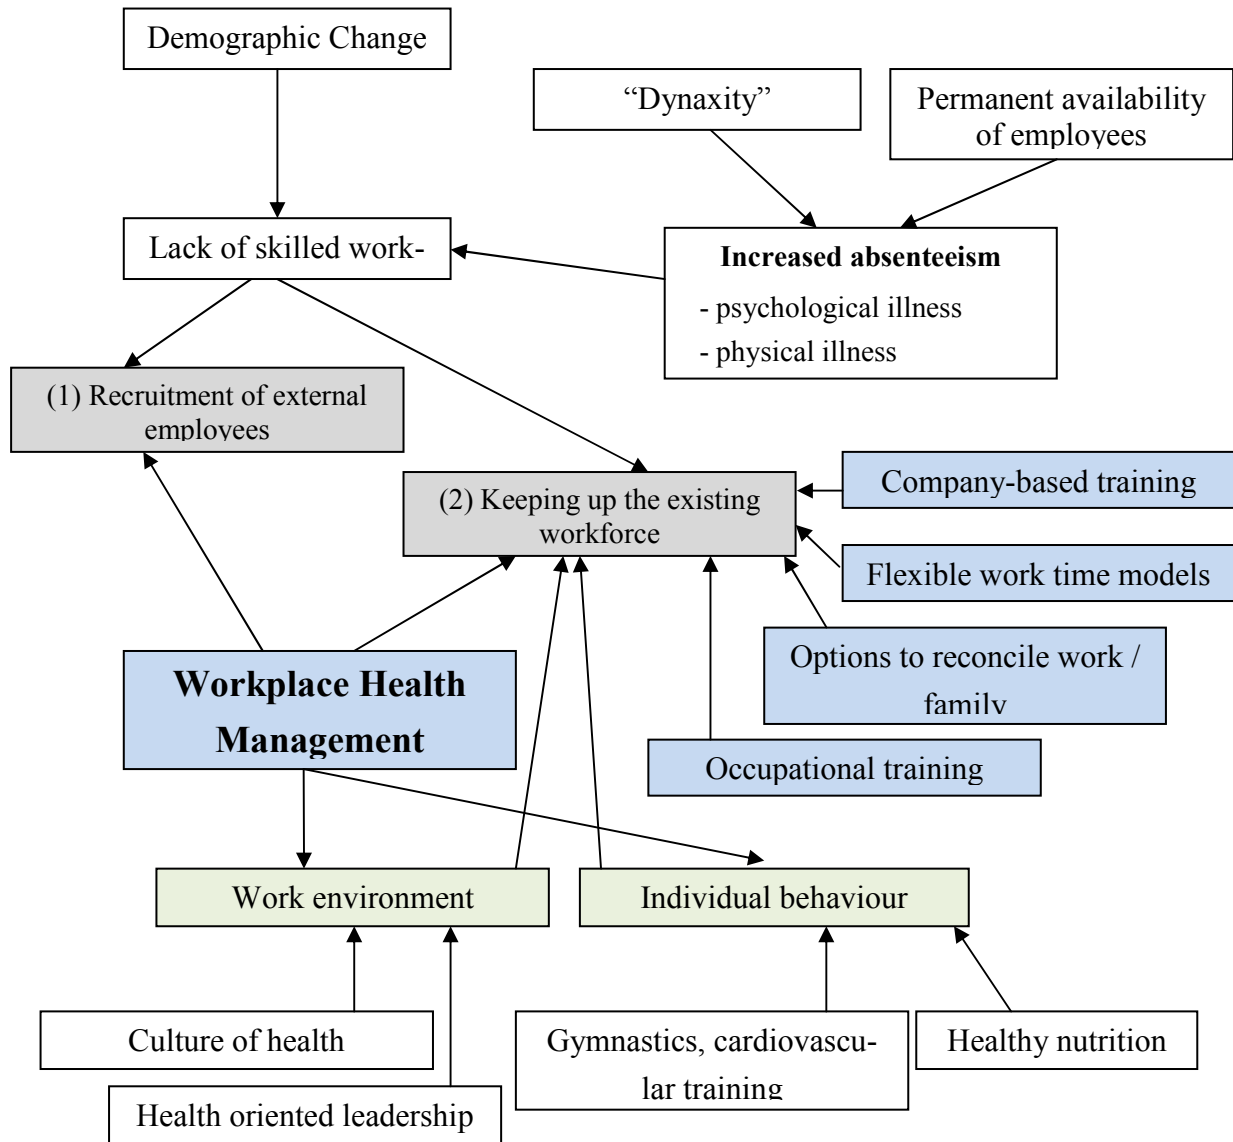 Demographic Change
“Dynaxity”
Permanent availability
of employees
Lack of skilled work-
Increased absenteeism
- psychological illness
- physical illness
(1) Recruitment of external
employees
(2) Keeping up the existing
workforce
Company-based training
Flexible work time models
Options to reconcile work /
family
Workplace Health
Management
Occupational training
Work environment
Individual behaviour
Culture of health
Health oriented leadership
Gymnastics, cardiovascu-
lar training
Healthy nutrition